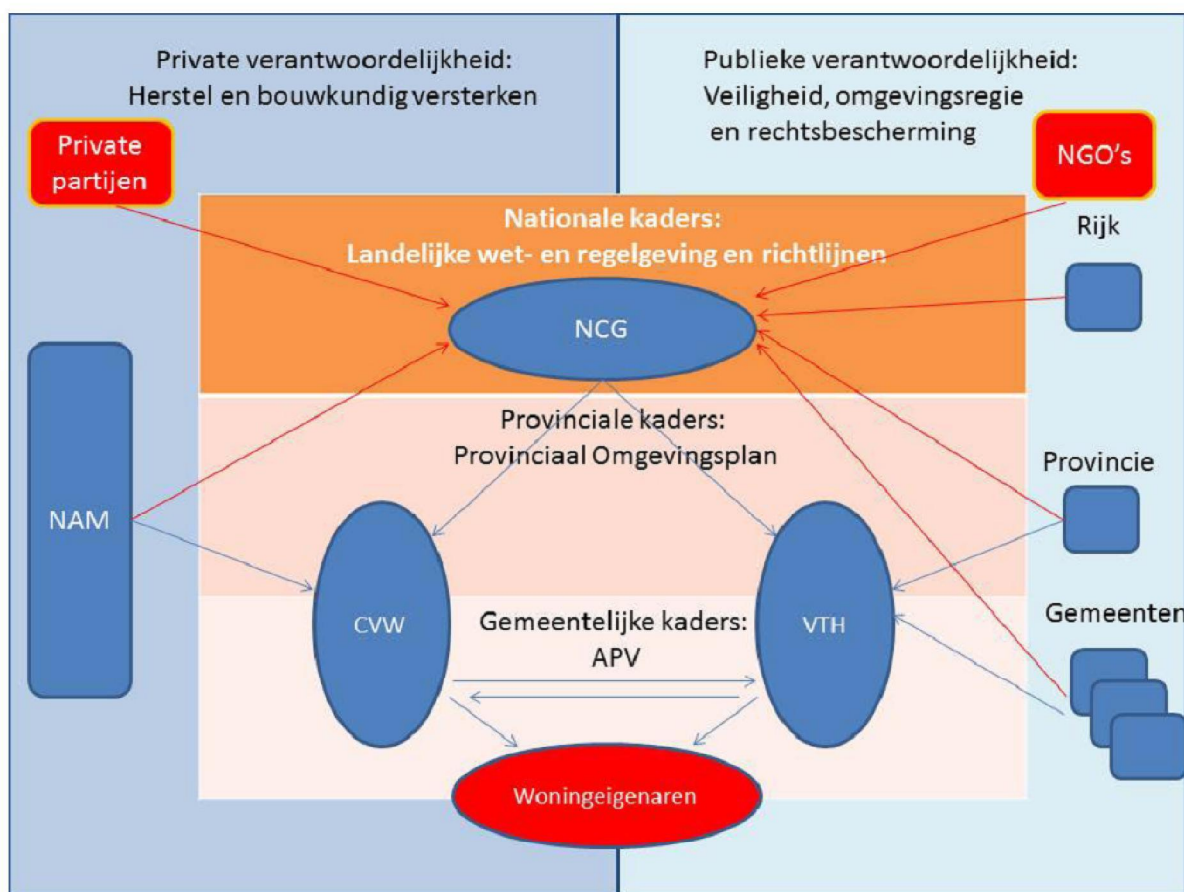 Private verantwoordelijkheid:
Herstel en bouwkundig versterken
Publieke verantwoordelijkheid:
Veiligheid, omgevingsregie
en rechtsbescherming
Private
partijen
NGO's
Nationale kaders:
Landelijke wet- en regelgeving en richtlijnen
Rijk
NCG
Provinciale kaders:
Provinciaal Omgevingsplan
Provincie
NAM
CVW
Gemeentelijke kaders:
APV
VTH
Gemeenten
Woningeigenaren